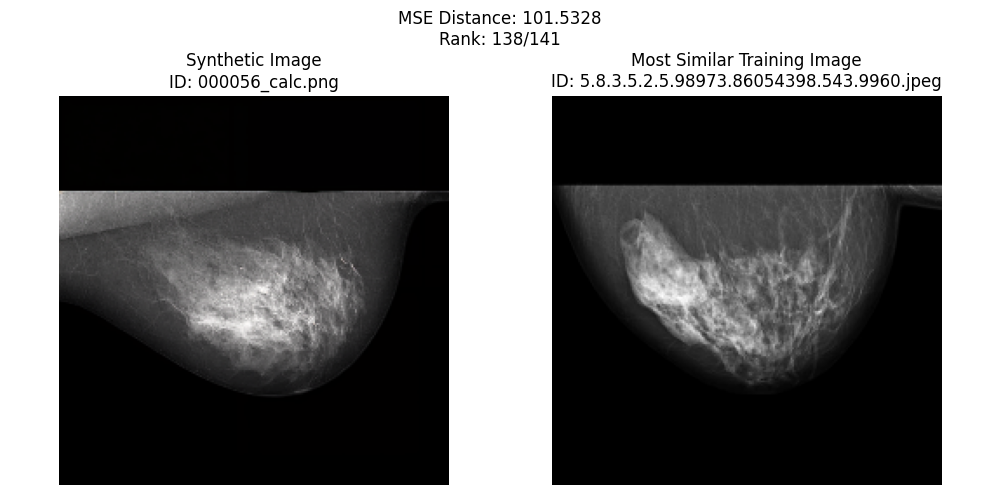 MSE Distance: 101.5328
Rank: 138/141
Synthetic Image
ID: 000056_calc.png
Most Similar Training Image
ID: 5.8.3.5.2.5.98973.86054398.543.9960.jpeg